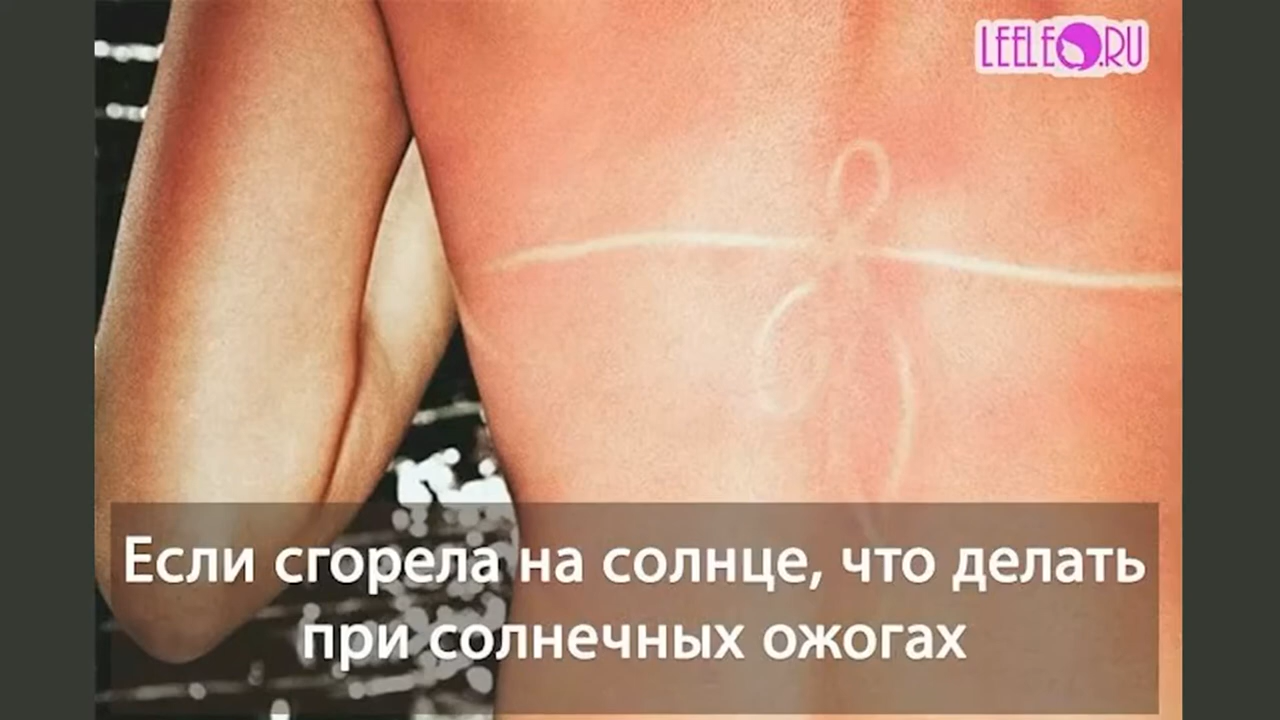 LEELEO.RU
Если сгорела на солнце, что делать
при солнечных ожогах